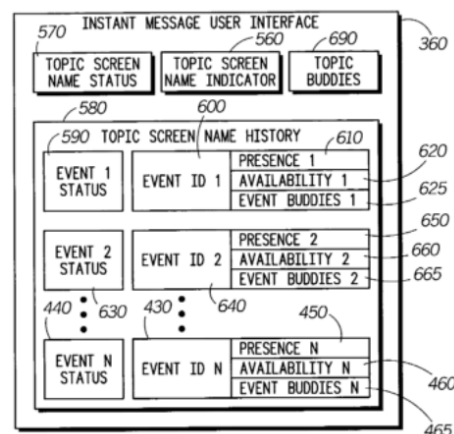 INSTANT MESSAGE USER INTERFACE
360
570
TOPIC SCREEN
NAME STATUS
560
TOPIC SCREEN
NAME INDICATOR
690
TOPIC
BUDDIES
580
600
590 TOPIC SCREEN NAME HISTORY
610
EVENT 1
STATUS
EVENT ID 1
PRESENCE 1
AVAILABILITY 1
EVENT BUDDIES 1
620
625
EVENT 2
STATUS
EVENT ID 2
PRESENCE 2
AVAILABILITY 2
EVENT BUDDIES 2
650
660
665
440
630
430
640
450
EVENT N
STATUS
EVENT ID N
PRESENCE N
AVAILABILITY N
EVENT BUDDIES N
460
465